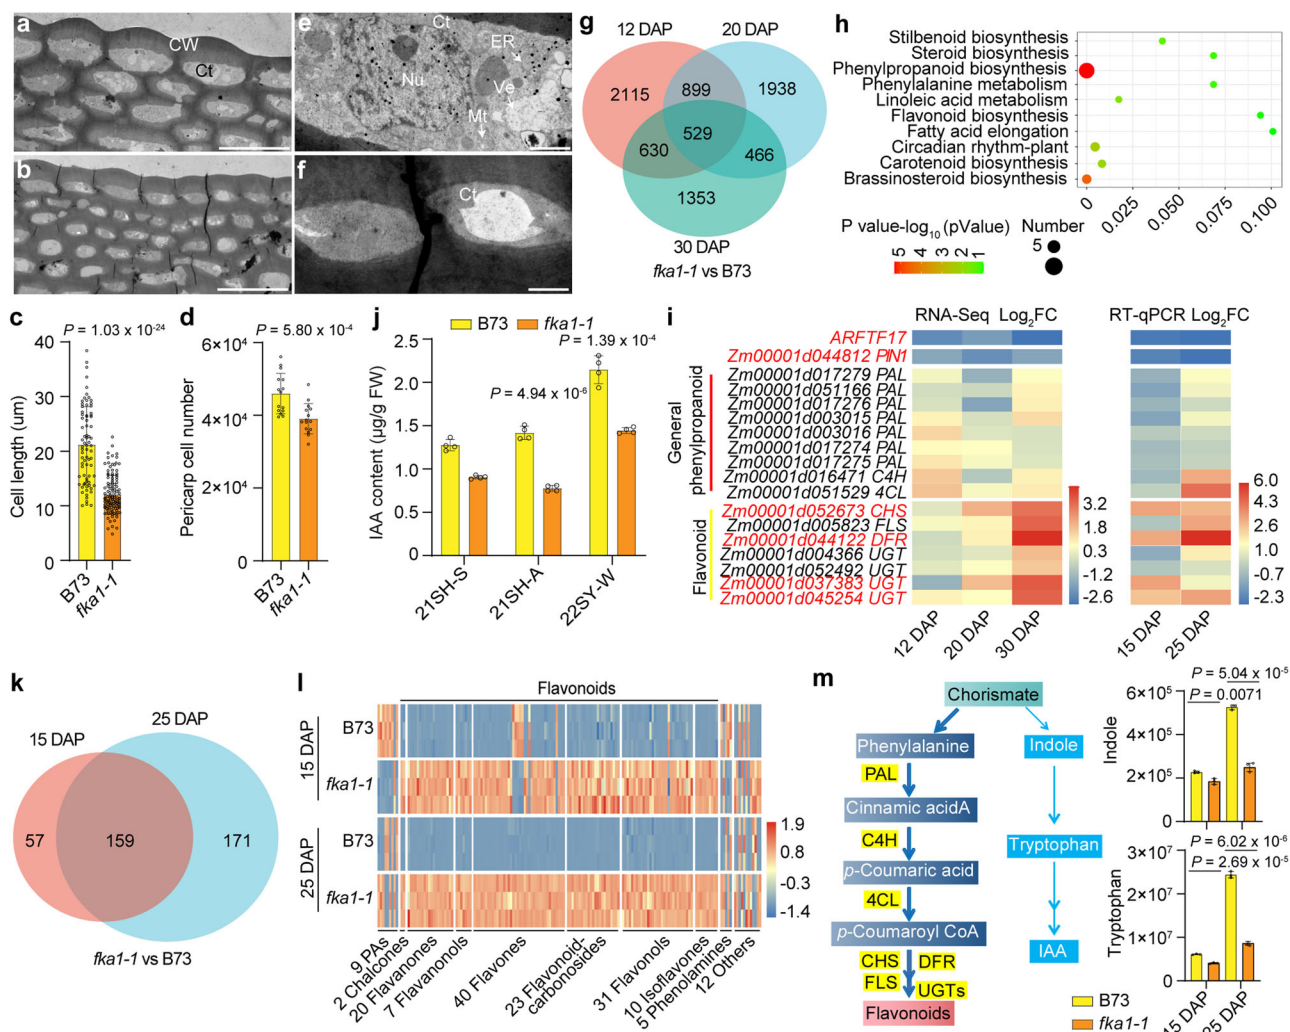 a
CW
Ct
b
e
Ct
ER
Nu
Ve
Mt
f
Ct
g
12 DAP
20 DAP
2115
899
1938
529
630
466
1353
30 DAP
fka1-1 vs B73
h
Stilbenoid biosynthesis
Steroid biosynthesis
Phenylpropanoid biosynthesis
Phenylalanine metabolism
Linoleic acid metabolism
Flavonoid biosynthesis
Fatty acid elongation
Circadian rhythm-plant
Carotenoid biosynthesis
Brassinosteroid biosynthesis
0
0.025
0.050
0.075
0.100
P value-log10 (pValue)
5
4
3
2
1
Number
5
c
P = 1.03 x 10-24
Cell length (um)
40
30
20
10
0
B73
fka1-1
d
P = 5.80 x 10-4
Pericarp cell number
6×10⁴
4×10⁴
2×10⁴
0
B73
fka1-1
j
B73
fka1-1
P = 1.39 x 10-4
P = 4.94 x 10-6
IAA content (µg/g FW)
2.5
2.0
1.5
1.0
0.5
0
21SH-S
21SH-A
22SY-W
i
RNA-Seq Log2FC
RT-qPCR Log2FC
ARFTF17
Zm00001d044812 PIN1
General phenylpropanoid
Zm00001d017279 PAL
Zm00001d051166 PAL
Zm00001d017276 PAL
Zm00001d003015 PAL
Zm00001d003016 PAL
Zm00001d017274 PAL
Zm00001d017275 PAL
Zm00001d016471 C4H
Zm00001d051529 4CL
Flavonoid
Zm00001d052673 CHS
Zm00001d005823 FLS
Zm00001d044122 DFR
Zm00001d004366 UGT
Zm00001d052492 UGT
Zm00001d037383 UGT
Zm00001d045254 UGT
12 DAP
20 DAP
30 DAP
3.2
1.8
0.3
-1.2
-2.6
15 DAP
25 DAP
6.0
4.3
2.6
1.0
-0.7
-2.3
k
25 DAP
15 DAP
57
159
171
fka1-1 vs B73
l
Flavonoids
15 DAP
B73
fka1-1
25 DAP
B73
fka1-1
1.9
0.8
-0.3
-1.4
9 PAs
2 Chalcones
20 Flavanones
7 Flavanonols
40 Flavones
23 Flavonoid-
carbonosides
31 Flavonols
10 Isoflavones
5 Phenolamines
12 Others
m
Chorismate
Phenylalanine
Indole
PAL
Cinnamic acidA
C4H
Tryptophan
p-Coumaric acid
4CL
p-Coumaroyl CoA
IAA
CHS
DFR
FLS
UGTs
Flavonoids
P = 5.04 x 10-5
P = 0.0071
Indole
6×10⁵
4×10⁵
2×10⁵
0
P = 6.02 x 10-6
P = 2.69 x 10-5
Tryptophan
3×10⁷
2×10⁷
1×10⁷
0
B73
fka1-1
15 DAP
25 DAP